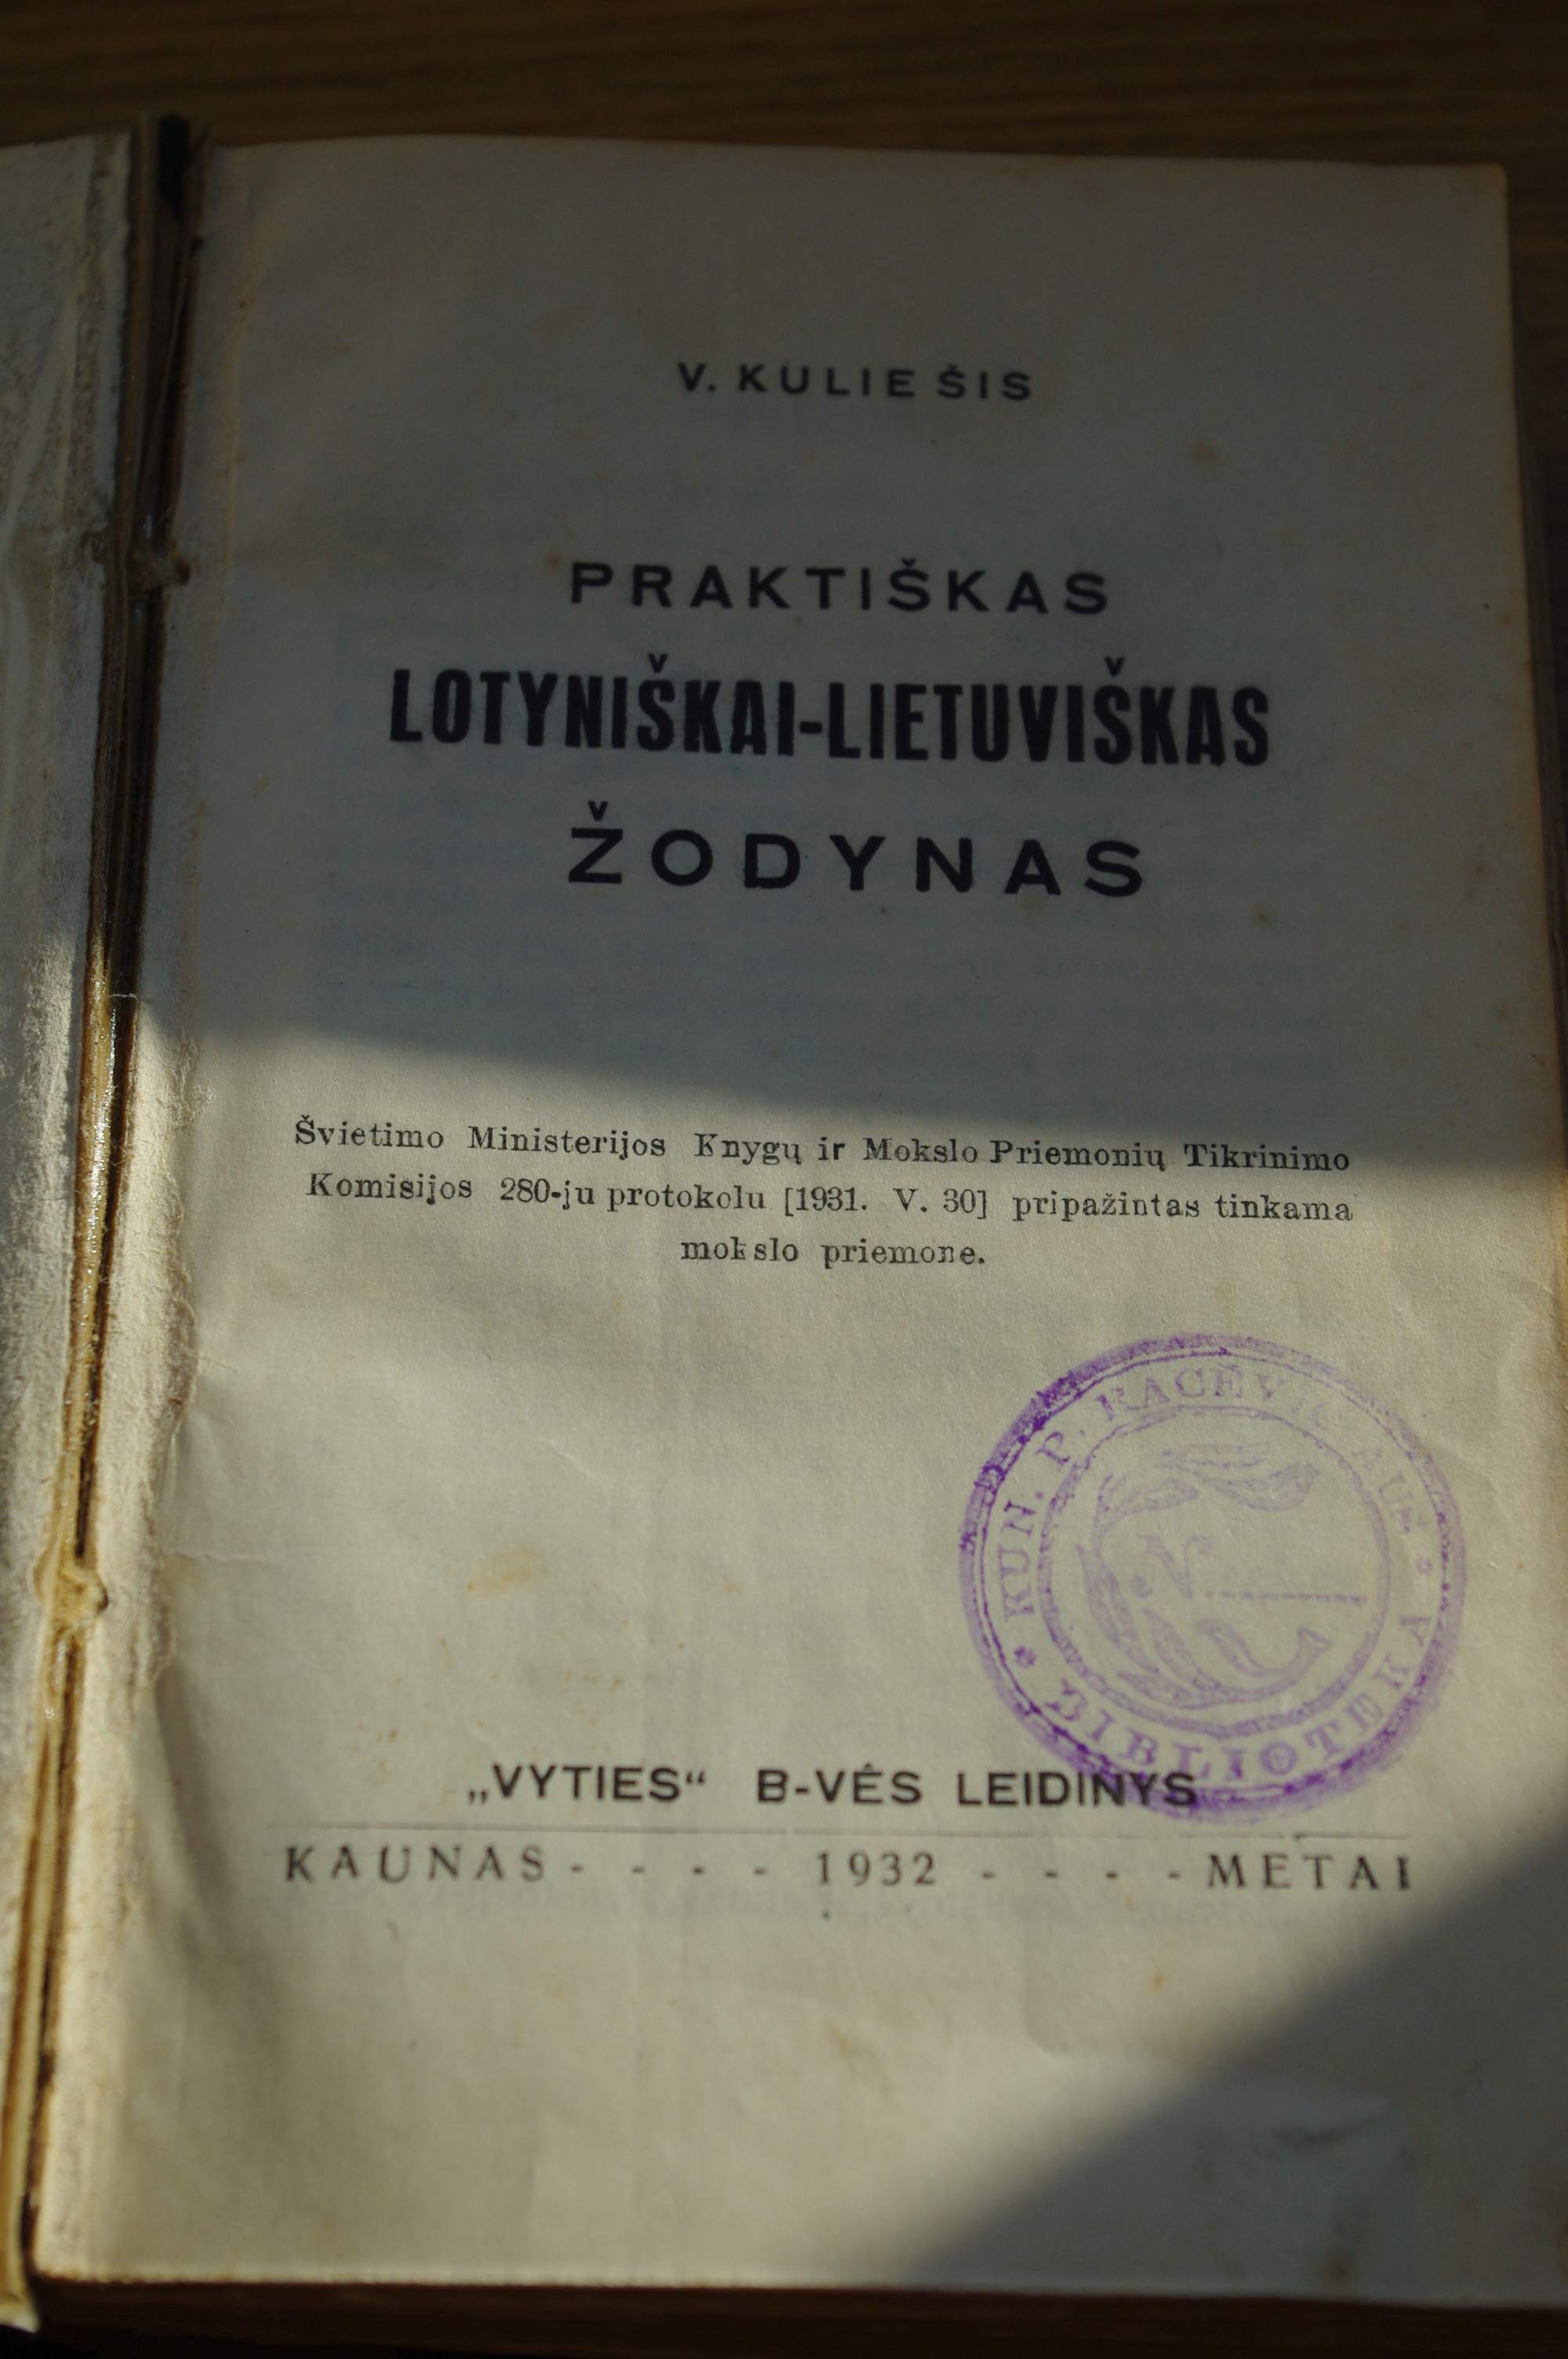 V. KULIEŠIS
PRAKTIŠKAS
LOTYNIŠKAI-LIETUVIŠKAS
ŽODYNAS
Švietimo Ministerijos Knygų ir Mokslo Priemonių Tikrinimo
Komisijos 280-ju protokolu [1931. V. 30] pripažintas tinkama
mokslo priemone.
KUN. P.
N
BIBLIOTEKA
„VYTIES“ B-VĖS LEIDINYS
KAUNAS - - - - 1932 - - - - METAI